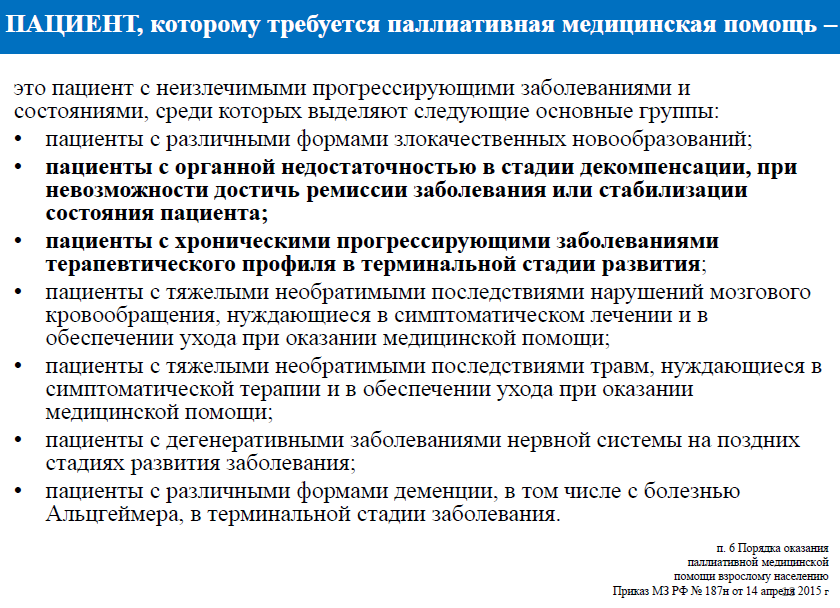 ПАЦИЕНТ, которому требуется паллиативная медицинская помощь –
это пациент с неизлечимыми прогрессирующими заболеваниями и
состояниями, среди которых выделяют следующие основные группы:
• пациенты с различными формами злокачественных новообразований;
• пациенты с органной недостаточностью в стадии декомпенсации, при
невозможности достичь ремиссии заболевания или стабилизации
состояния пациента;
• пациенты с хроническими прогрессирующими заболеваниями
терапевтического профиля в терминальной стадии развития;
• пациенты с тяжелыми необратимыми последствиями нарушений мозгового
кровообращения, нуждающиеся в симптоматическом лечении и в
обеспечении ухода при оказании медицинской помощи;
• пациенты с тяжелыми необратимыми последствиями травм, нуждающиеся в
симптоматической терапии и в обеспечении ухода при оказании
медицинской помощи;
• пациенты с дегенеративными заболеваниями нервной системы на поздних
стадиях развития заболевания;
• пациенты с различными формами деменции, в том числе с болезнью
Альцгеймера, в терминальной стадии заболевания.
п. 6 Порядка оказания
паллиативной медицинской
помощи взрослому населению
Приказ МЗ РФ № 187н от 14 апреля 2015 г